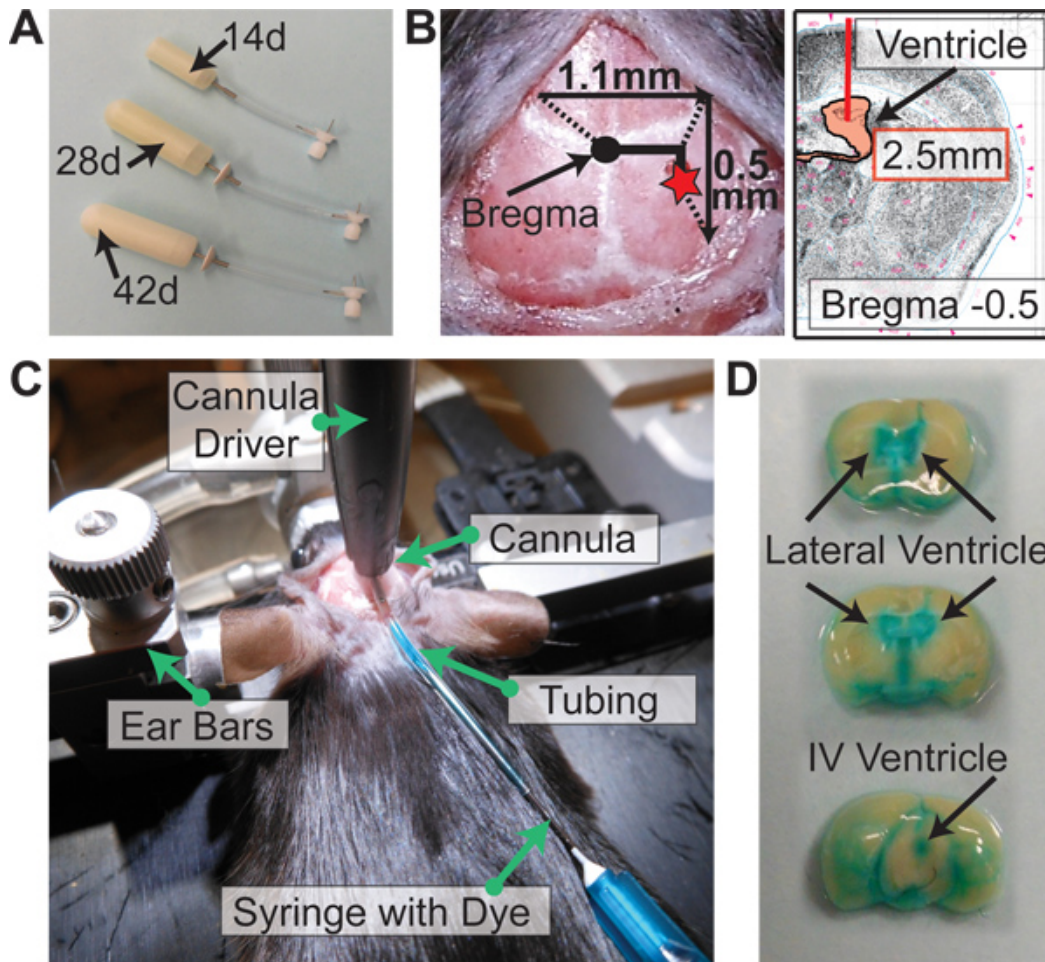 A
14d
28d
42d
B
1.1mm
0.5
mm
Bregma
Ventricle
2.5mm
Bregma -0.5
C
Cannula
Driver
Cannula
Tubing
Ear Bars
Syringe with Dye
D
Lateral Ventricle
IV Ventricle